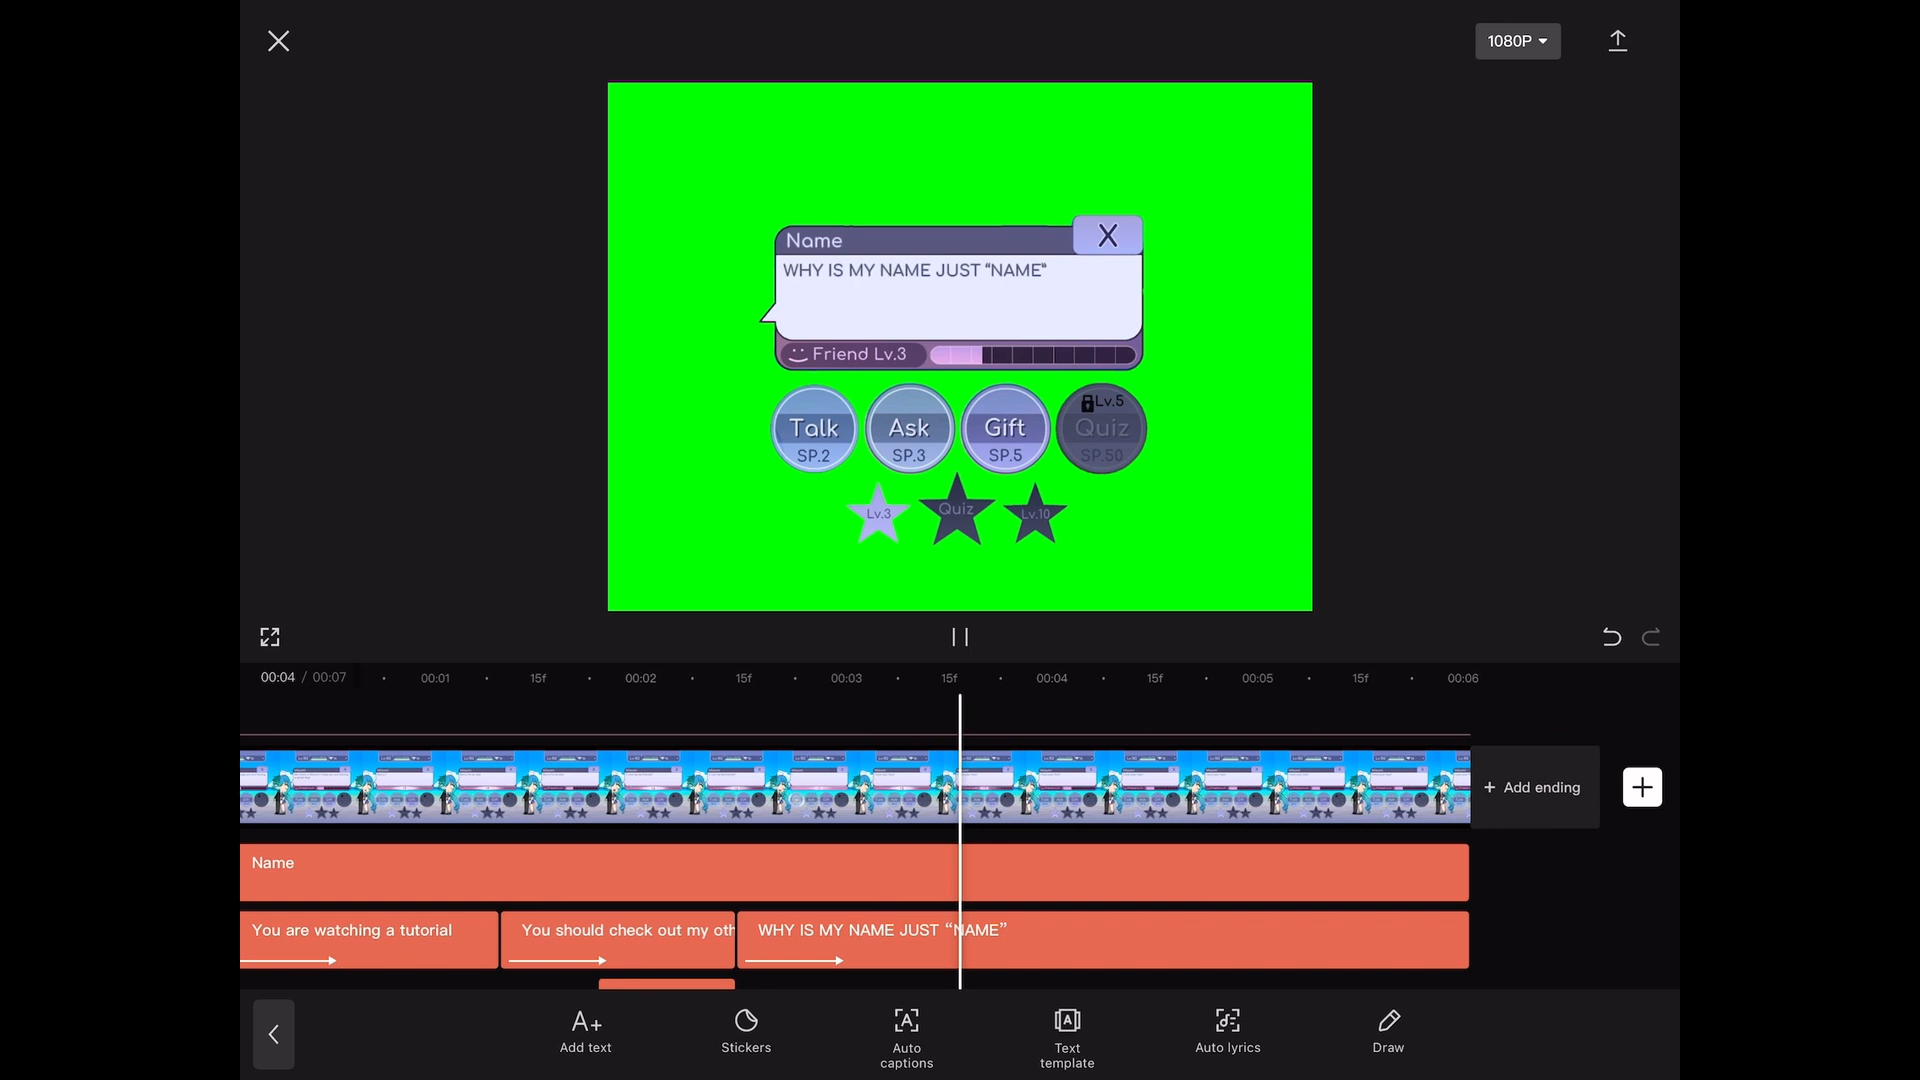 1080P
X
Name
WHY IS MY NAME JUST “NAME”
Friend Lv.3
Lv.5
Talk Ask Gift Quiz
SP.2 SP.3 SP.5 SP.50
Lv.3 Quiz Lv.10
00:04 / 00:07 00:01 15f 00:02 15f 00:03 15f 00:04 15f 00:05 15f 00:06
+ Add ending
Name
You are watching a tutorial
You should check out my oth
WHY IS MY NAME JUST “NAME”
Add text
Stickers
Auto
captions
Text
template
Auto lyrics
Draw